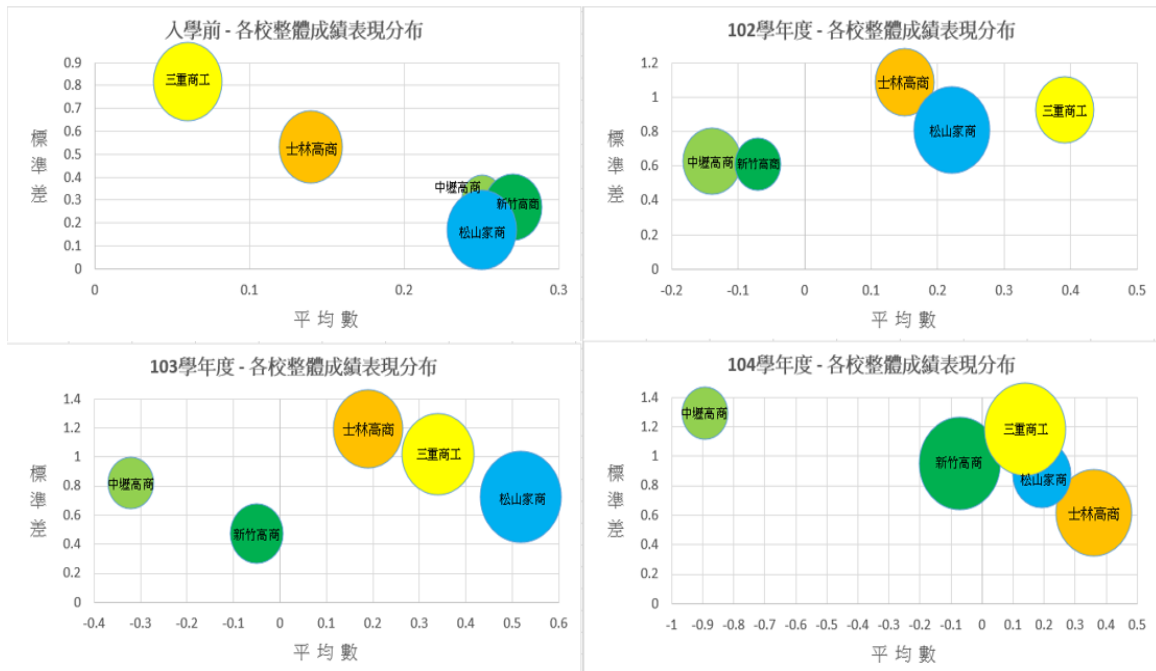 入學前 - 各校整體成績表現分布
0.9
0.8
0.7
0.6
0.5
0.4
0.3
0.2
0.1
0
標準差
三重商工
士林高商
中壢高商
新竹高商
松山家商
0
0.1
0.2
0.3
平均數
102學年度 - 各校整體成績表現分布
1.2
1
0.8
0.6
0.4
0.2
0
標準差
士林高商
三重商工
松山家商
中壢高商
新竹高商
-0.2
-0.1
0
0.1
0.2
0.3
0.4
0.5
平均數
103學年度 - 各校整體成績表現分布
1.4
1.2
1
0.8
0.6
0.4
0.2
0
標準差
士林高商
三重商工
中壢高商
松山家商
新竹高商
-0.4
-0.3
-0.2
-0.1
0
0.1
0.2
0.3
0.4
0.5
0.6
平均數
104學年度 - 各校整體成績表現分布
1.4
1.2
1
0.8
0.6
0.4
0.2
0
標準差
中壢高商
三重商工
新竹高商
松山家商
士林高商
-1
-0.9
-0.8
-0.7
-0.6
-0.5
-0.4
-0.3
-0.2
-0.1
0
0.1
0.2
0.3
0.4
0.5
平均數